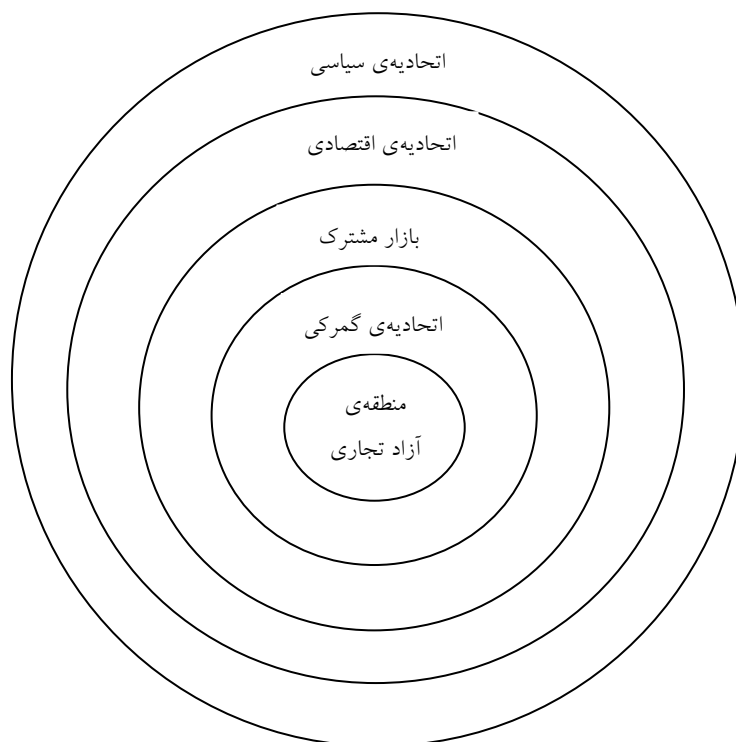 اتحادیه‌ی سیاسی
اتحادیه‌ی اقتصادی
بازار مشترک
اتحادیه‌ی گمرکی
منطقه‌ی
آزاد تجاری